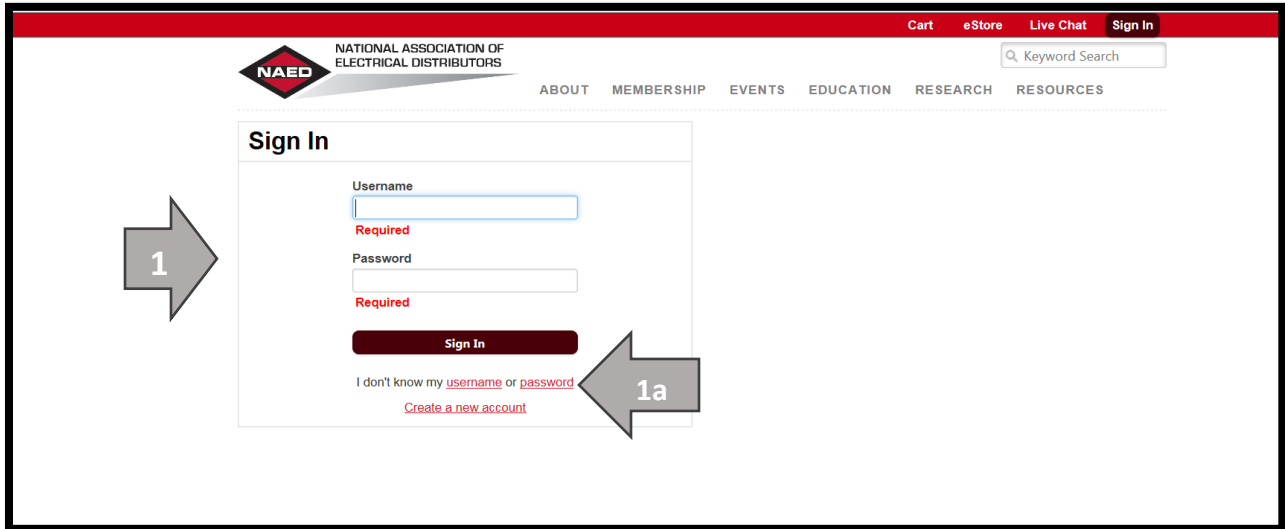 Cart eStore Live Chat Sign In
NATIONAL ASSOCIATION OF
ELECTRICAL DISTRIBUTORS
NAED
Keyword Search
ABOUT MEMBERSHIP EVENTS EDUCATION RESEARCH RESOURCES
Sign In
Username
Required
1
Password
Required
Sign In
I don't know my username or password
1a
Create a new account